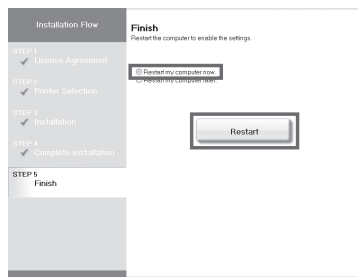 Installation Flow
STEP 1
License Agreement
STEP 2
Printer Selection
STEP 3
Installation
STEP 4
Complete Installation
STEP 5
Finish
Finish
Restart the computer to enable the settings.
Restart my computer now.
Restart my computer later.
Restart